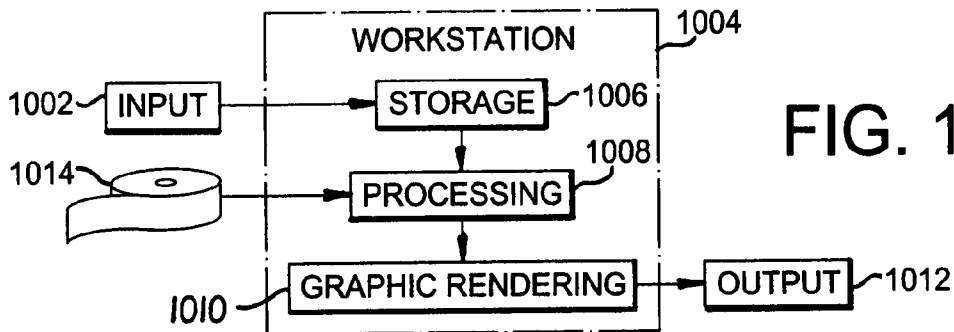 WORKSTATION
1004
1002
INPUT
STORAGE
1006
FIG. 1
1014
1008
PROCESSING
1010
GRAPHIC RENDERING
OUTPUT
1012